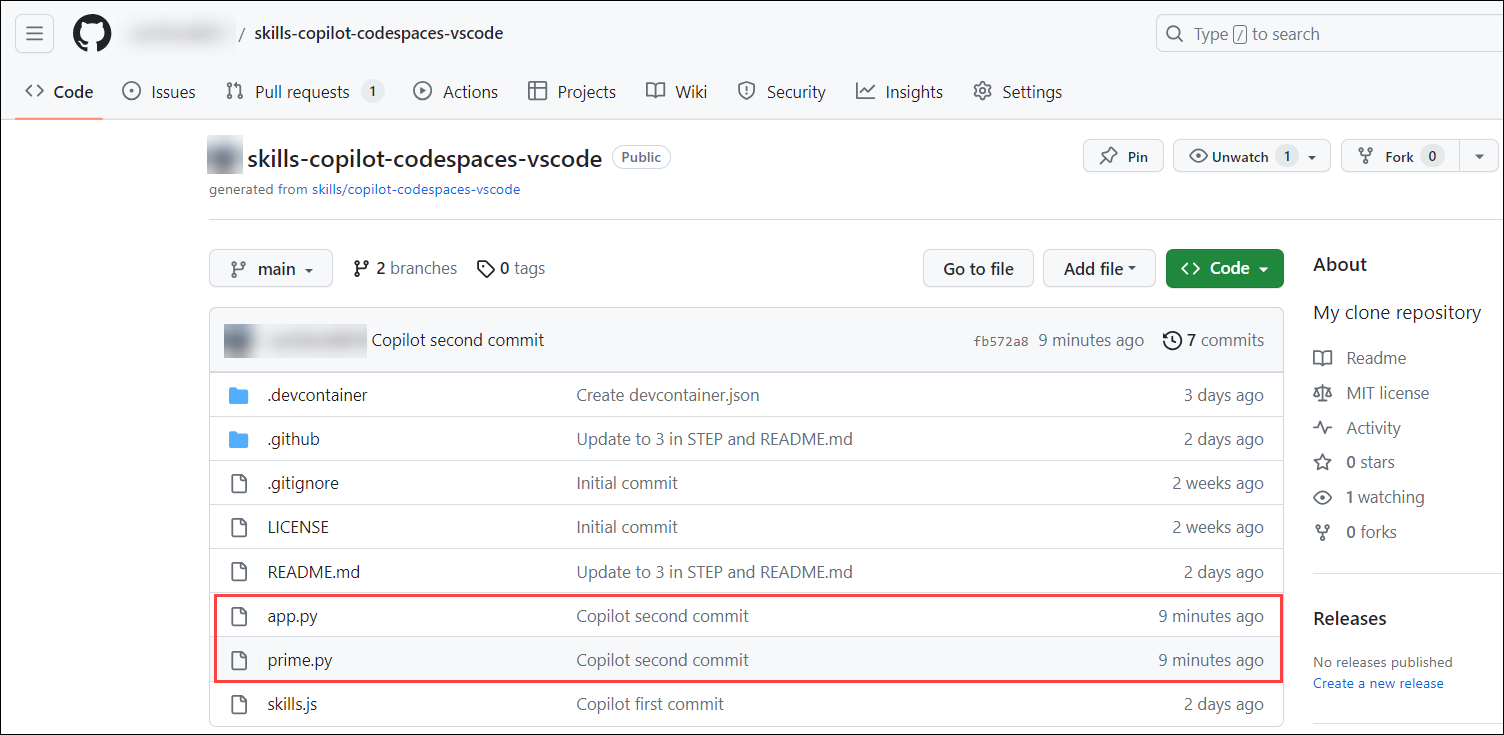 / skills-copilot-codespaces-vscode
Type / to search
Code Issues Pull requests 1 Actions Projects Wiki Security Insights Settings
skills-copilot-codespaces-vscode Public
Pin Unwatch 1 Fork 0
generated from skills/copilot-codespaces-vscode
main 2 branches 0 tags Go to file Add file Code
Copilot second commit fb572a8 9 minutes ago 7 commits
.devcontainer Create devcontainer.json 3 days ago
.github Update to 3 in STEP and README.md 2 days ago
.gitignore Initial commit 2 weeks ago
LICENSE Initial commit 2 weeks ago
README.md Update to 3 in STEP and README.md 2 days ago
app.py Copilot second commit 9 minutes ago
prime.py Copilot second commit 9 minutes ago
skills.js Copilot first commit 2 days ago
About
My clone repository
Readme
MIT license
Activity
0 stars
1 watching
0 forks
Releases
No releases published
Create a new release